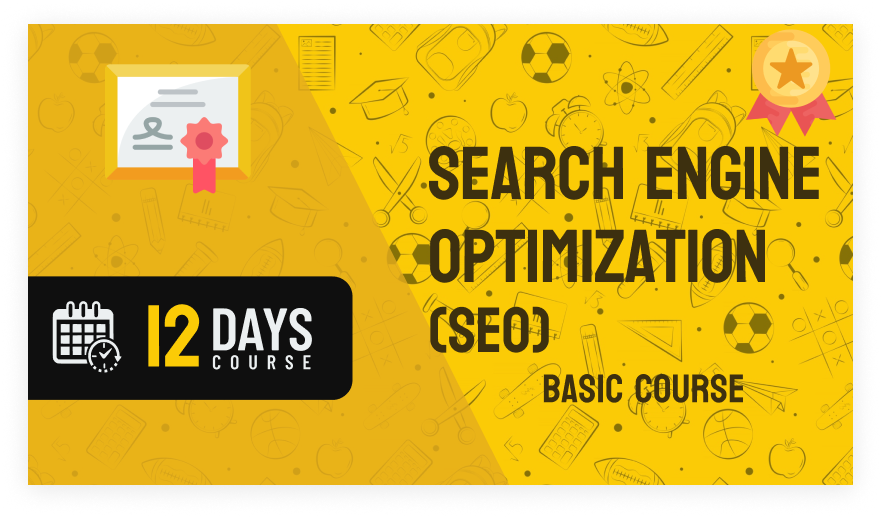 SEARCH ENGINE
OPTIMIZATION
(SEO)
BASIC COURSE
12 DAYS
COURSE